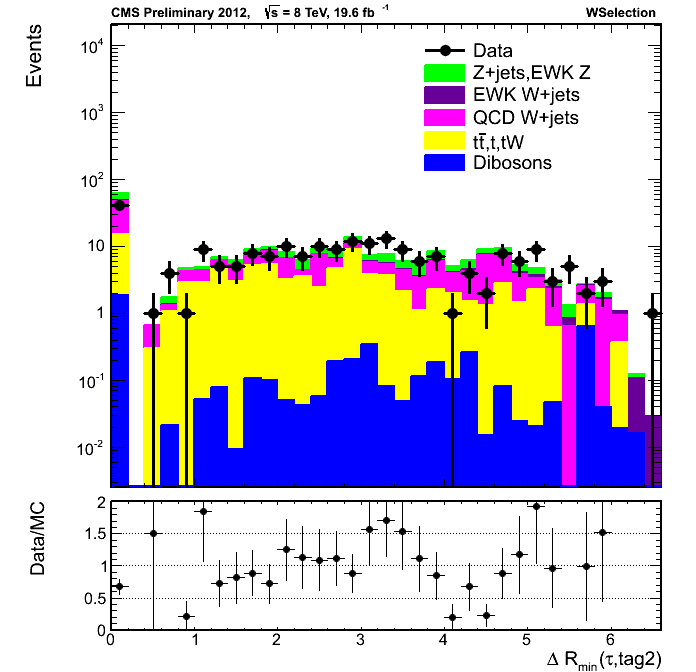 CMS Preliminary 2012, √s = 8 TeV, 19.6 fb⁻¹ WSelection
Events
10⁴
10³
10²
10
1
10⁻¹
10⁻²
Data
Z+jets,EWK Z
EWK W+jets
QCD W+jets
tt̄,t,tW
Dibosons
Data/MC
2
1.5
1
0.5
0
0 1 2 3 4 5 6
Δ R_min(τ,tag2)